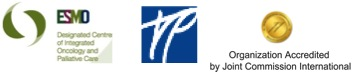 ESMO
Designated Centre
of Integrated
Oncology and
Palliative Care
Organization Accredited
by Joint Commission International